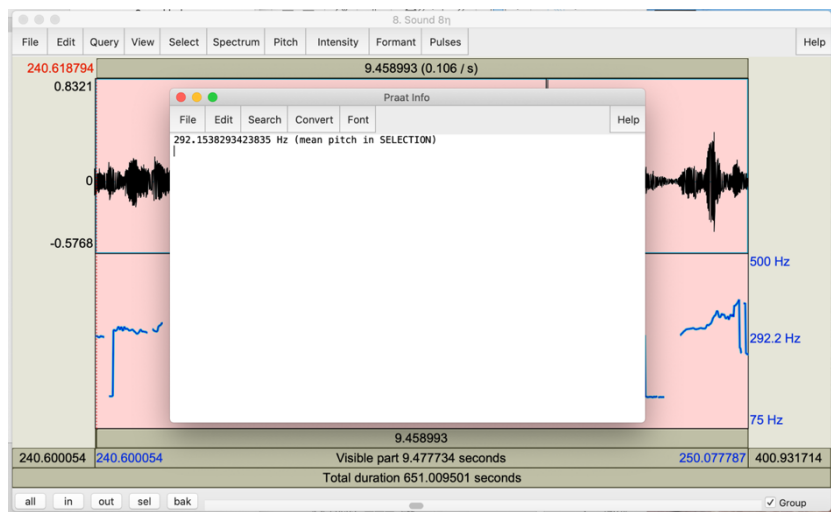 8. Sound 8η
File Edit Query View Select Spectrum Pitch Intensity Formant Pulses Help
240.618794 9.458993 (0.106 / s)
0.8321
Praat Info
File Edit Search Convert Font Help
292.1538293423835 Hz (mean pitch in SELECTION)
0
-0.5768
500 Hz
292.2 Hz
75 Hz
9.458993
240.600054 240.600054 Visible part 9.477734 seconds 250.077787 400.931714
Total duration 651.009501 seconds
all in out sel bak Group